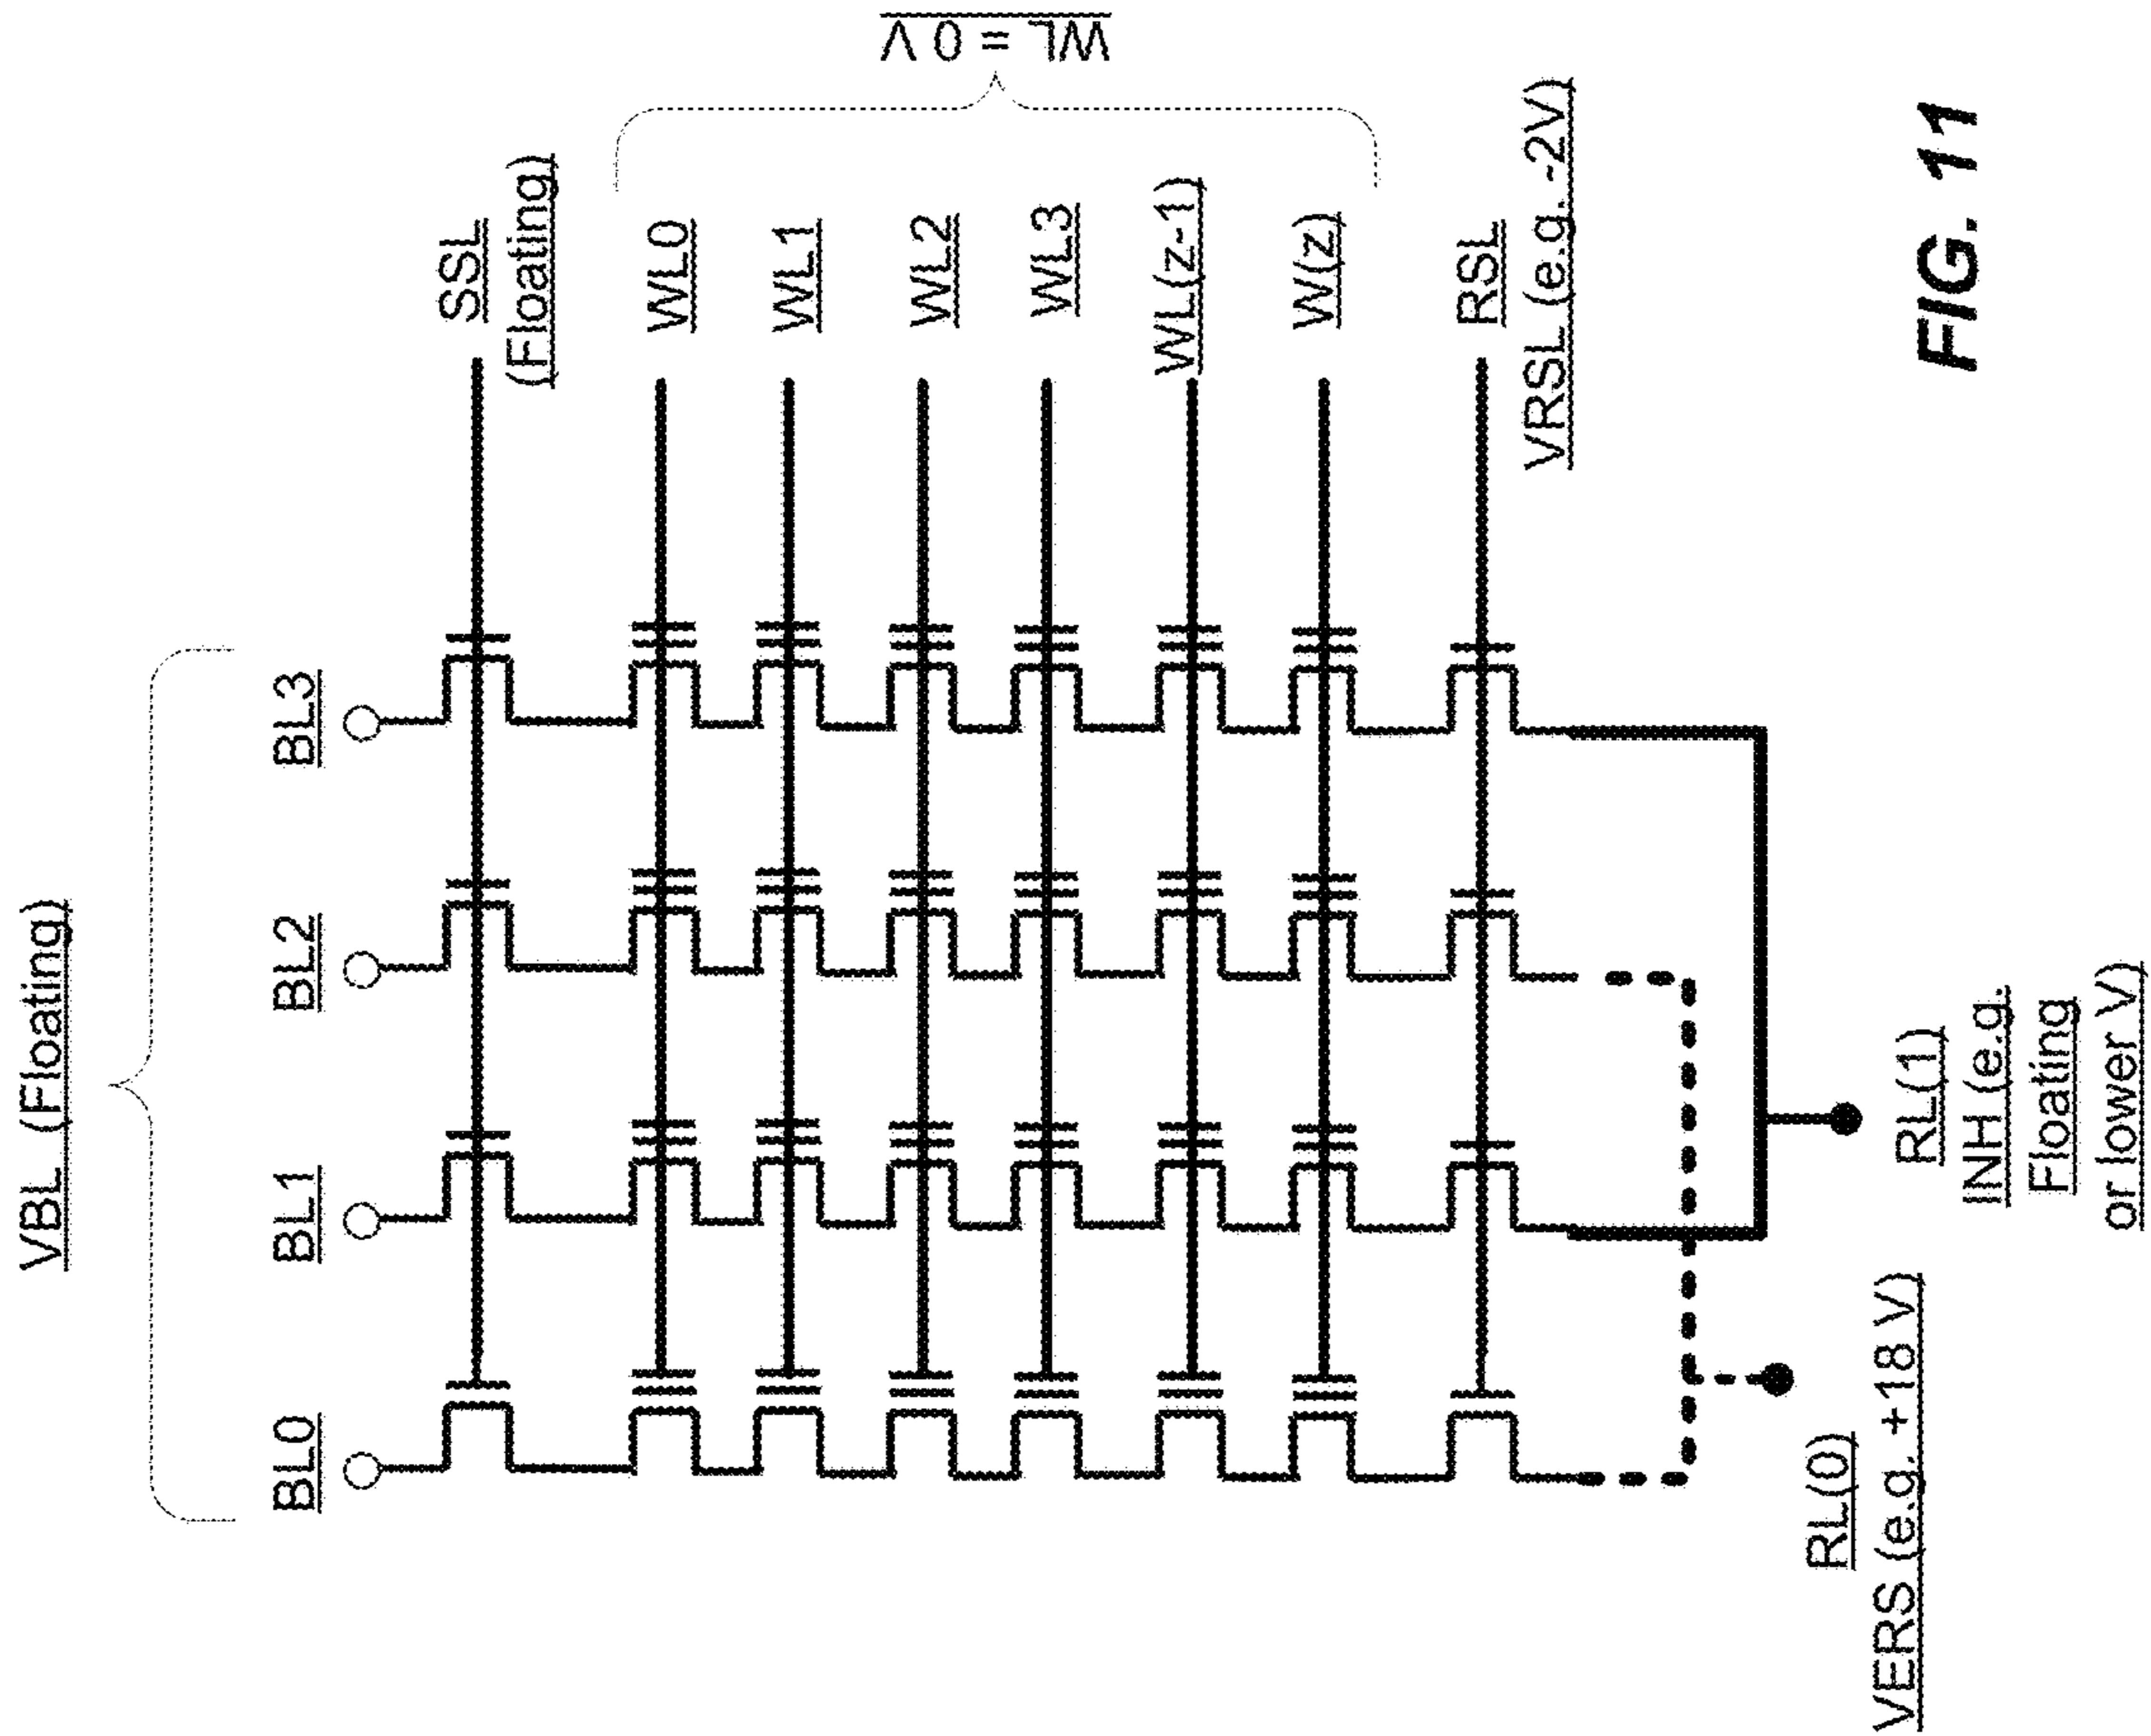 VBL (Floating)
BL0
BL1
BL2
BL3
SSL
(Floating)
WL0
WL1
WL2
WL3
WL(z-1)
W(z)
WL = 0 V
RSL
VRSL (e.g. -2V)
RL(0)
VERS (e.g. +18 V)
RL(1)
INH (e.g.
Floating
or lower V)
FIG. 11